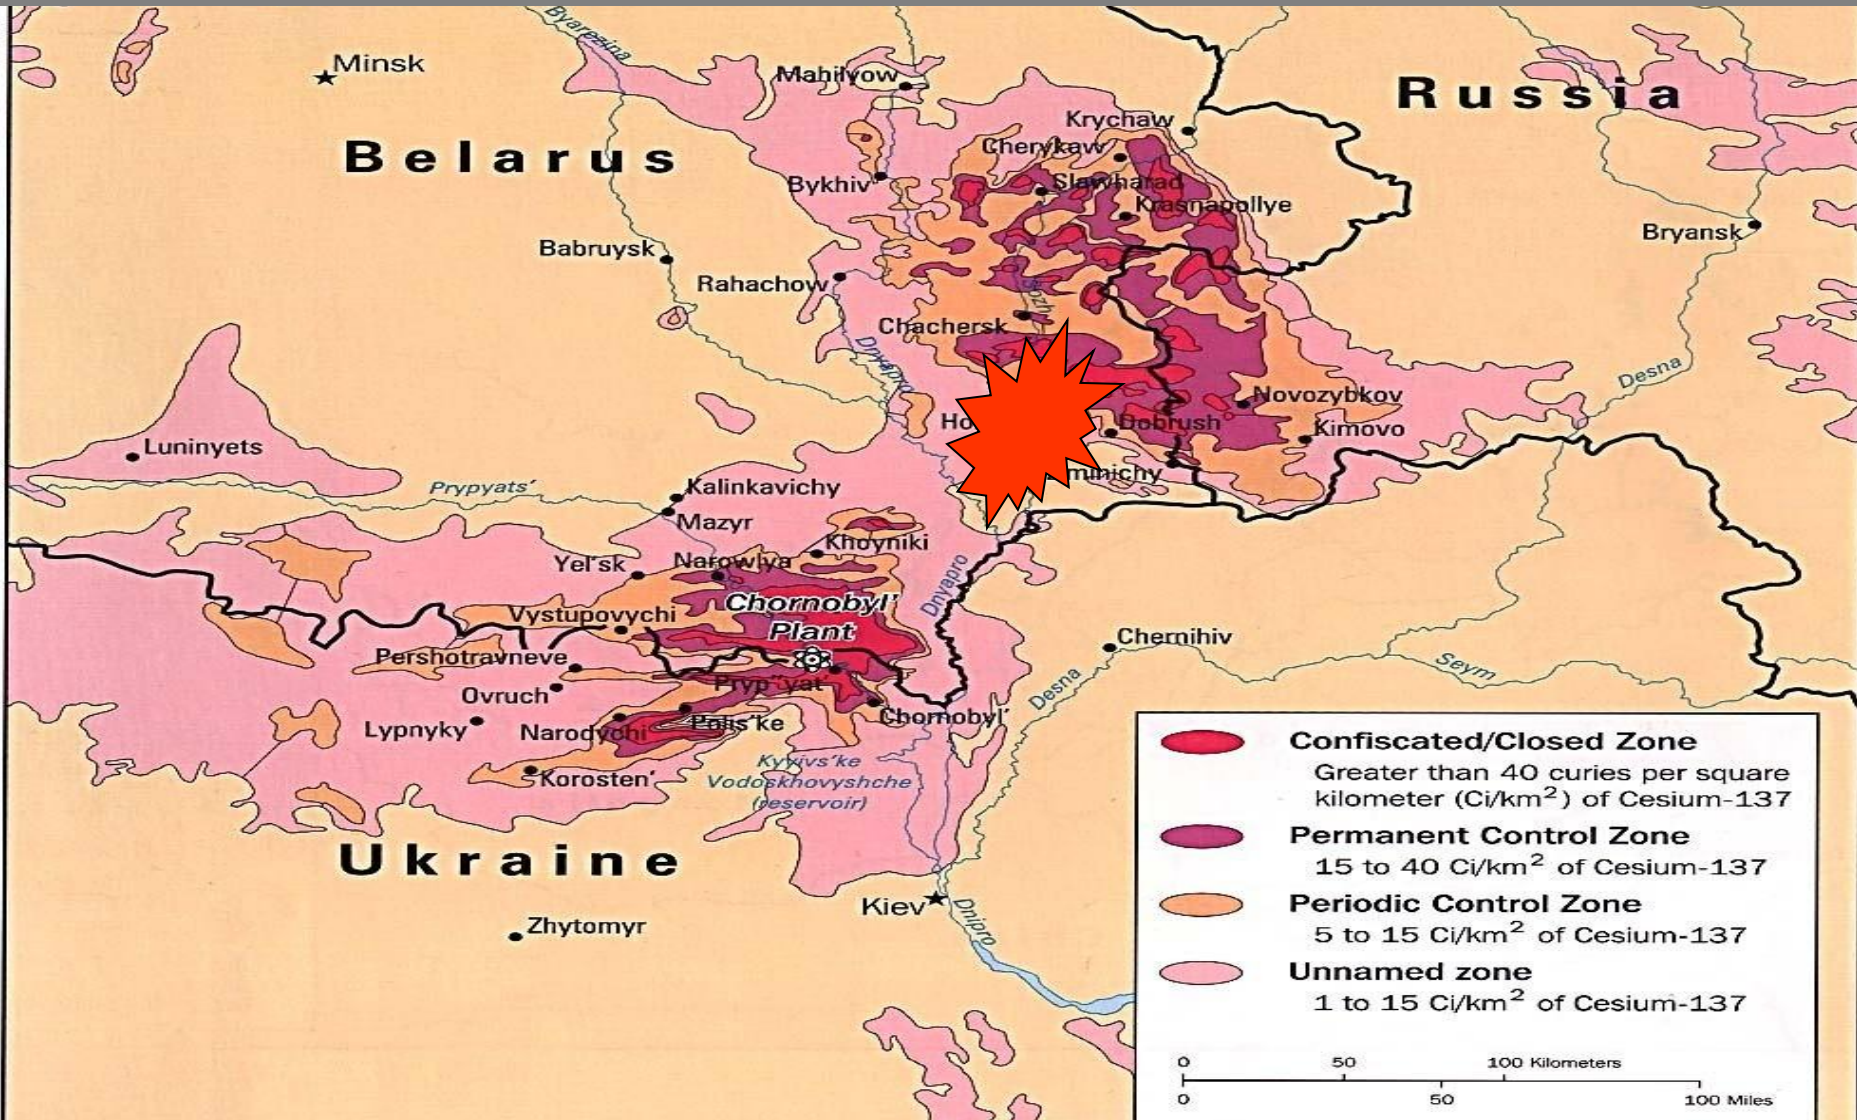 Byarezina
Minsk
Mahilyow
Russia
Krychaw
Belarus
Cherykaw
Bykhiv
Slawharad
Krasnapollye
Bryansk
Babruysk
Rahachow
Sozh
Chachersk
Dnyapro
Desna
Novozybkov
Ho
Dobrush
Kimovo
Luninyets
minichy
Prypyats'
Kalinkavichy
Mazyr
Khoyniki
Yel'sk
Narowlya
Dnyapro
Chornobyl'
Plant
Vystupovychi
Chernihiv
Pershotravneve
Seym
Pryp"yat'
Desna
Ovruch
Lypnyky
Narodychi
Polis'ke
Chornobyl'
Korosten'
Kyyivs'ke
Vodoskhovyshche
(reservoir)
Ukraine
Kiev
Dnipro
Zhytomyr
Confiscated/Closed Zone
Greater than 40 curies per square
kilometer (Ci/km²) of Cesium-137
Permanent Control Zone
15 to 40 Ci/km² of Cesium-137
Periodic Control Zone
5 to 15 Ci/km² of Cesium-137
Unnamed zone
1 to 15 Ci/km² of Cesium-137
0 50 100 Kilometers
0 50 100 Miles